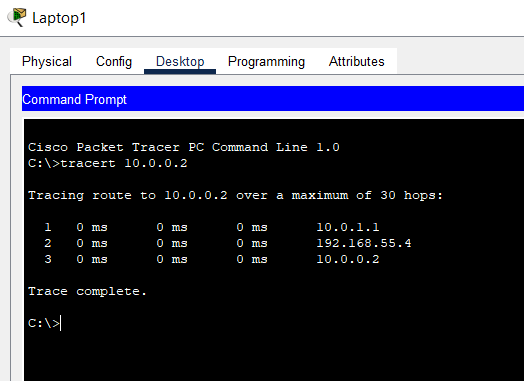 Laptop1
Physical Config Desktop Programming Attributes
Command Prompt
Cisco Packet Tracer PC Command Line 1.0
C:\>tracert 10.0.0.2
Tracing route to 10.0.0.2 over a maximum of 30 hops:
1 0 ms 0 ms 0 ms 10.0.1.1
2 0 ms 0 ms 0 ms 192.168.55.4
3 0 ms 0 ms 0 ms 10.0.0.2
Trace complete.
C:\>